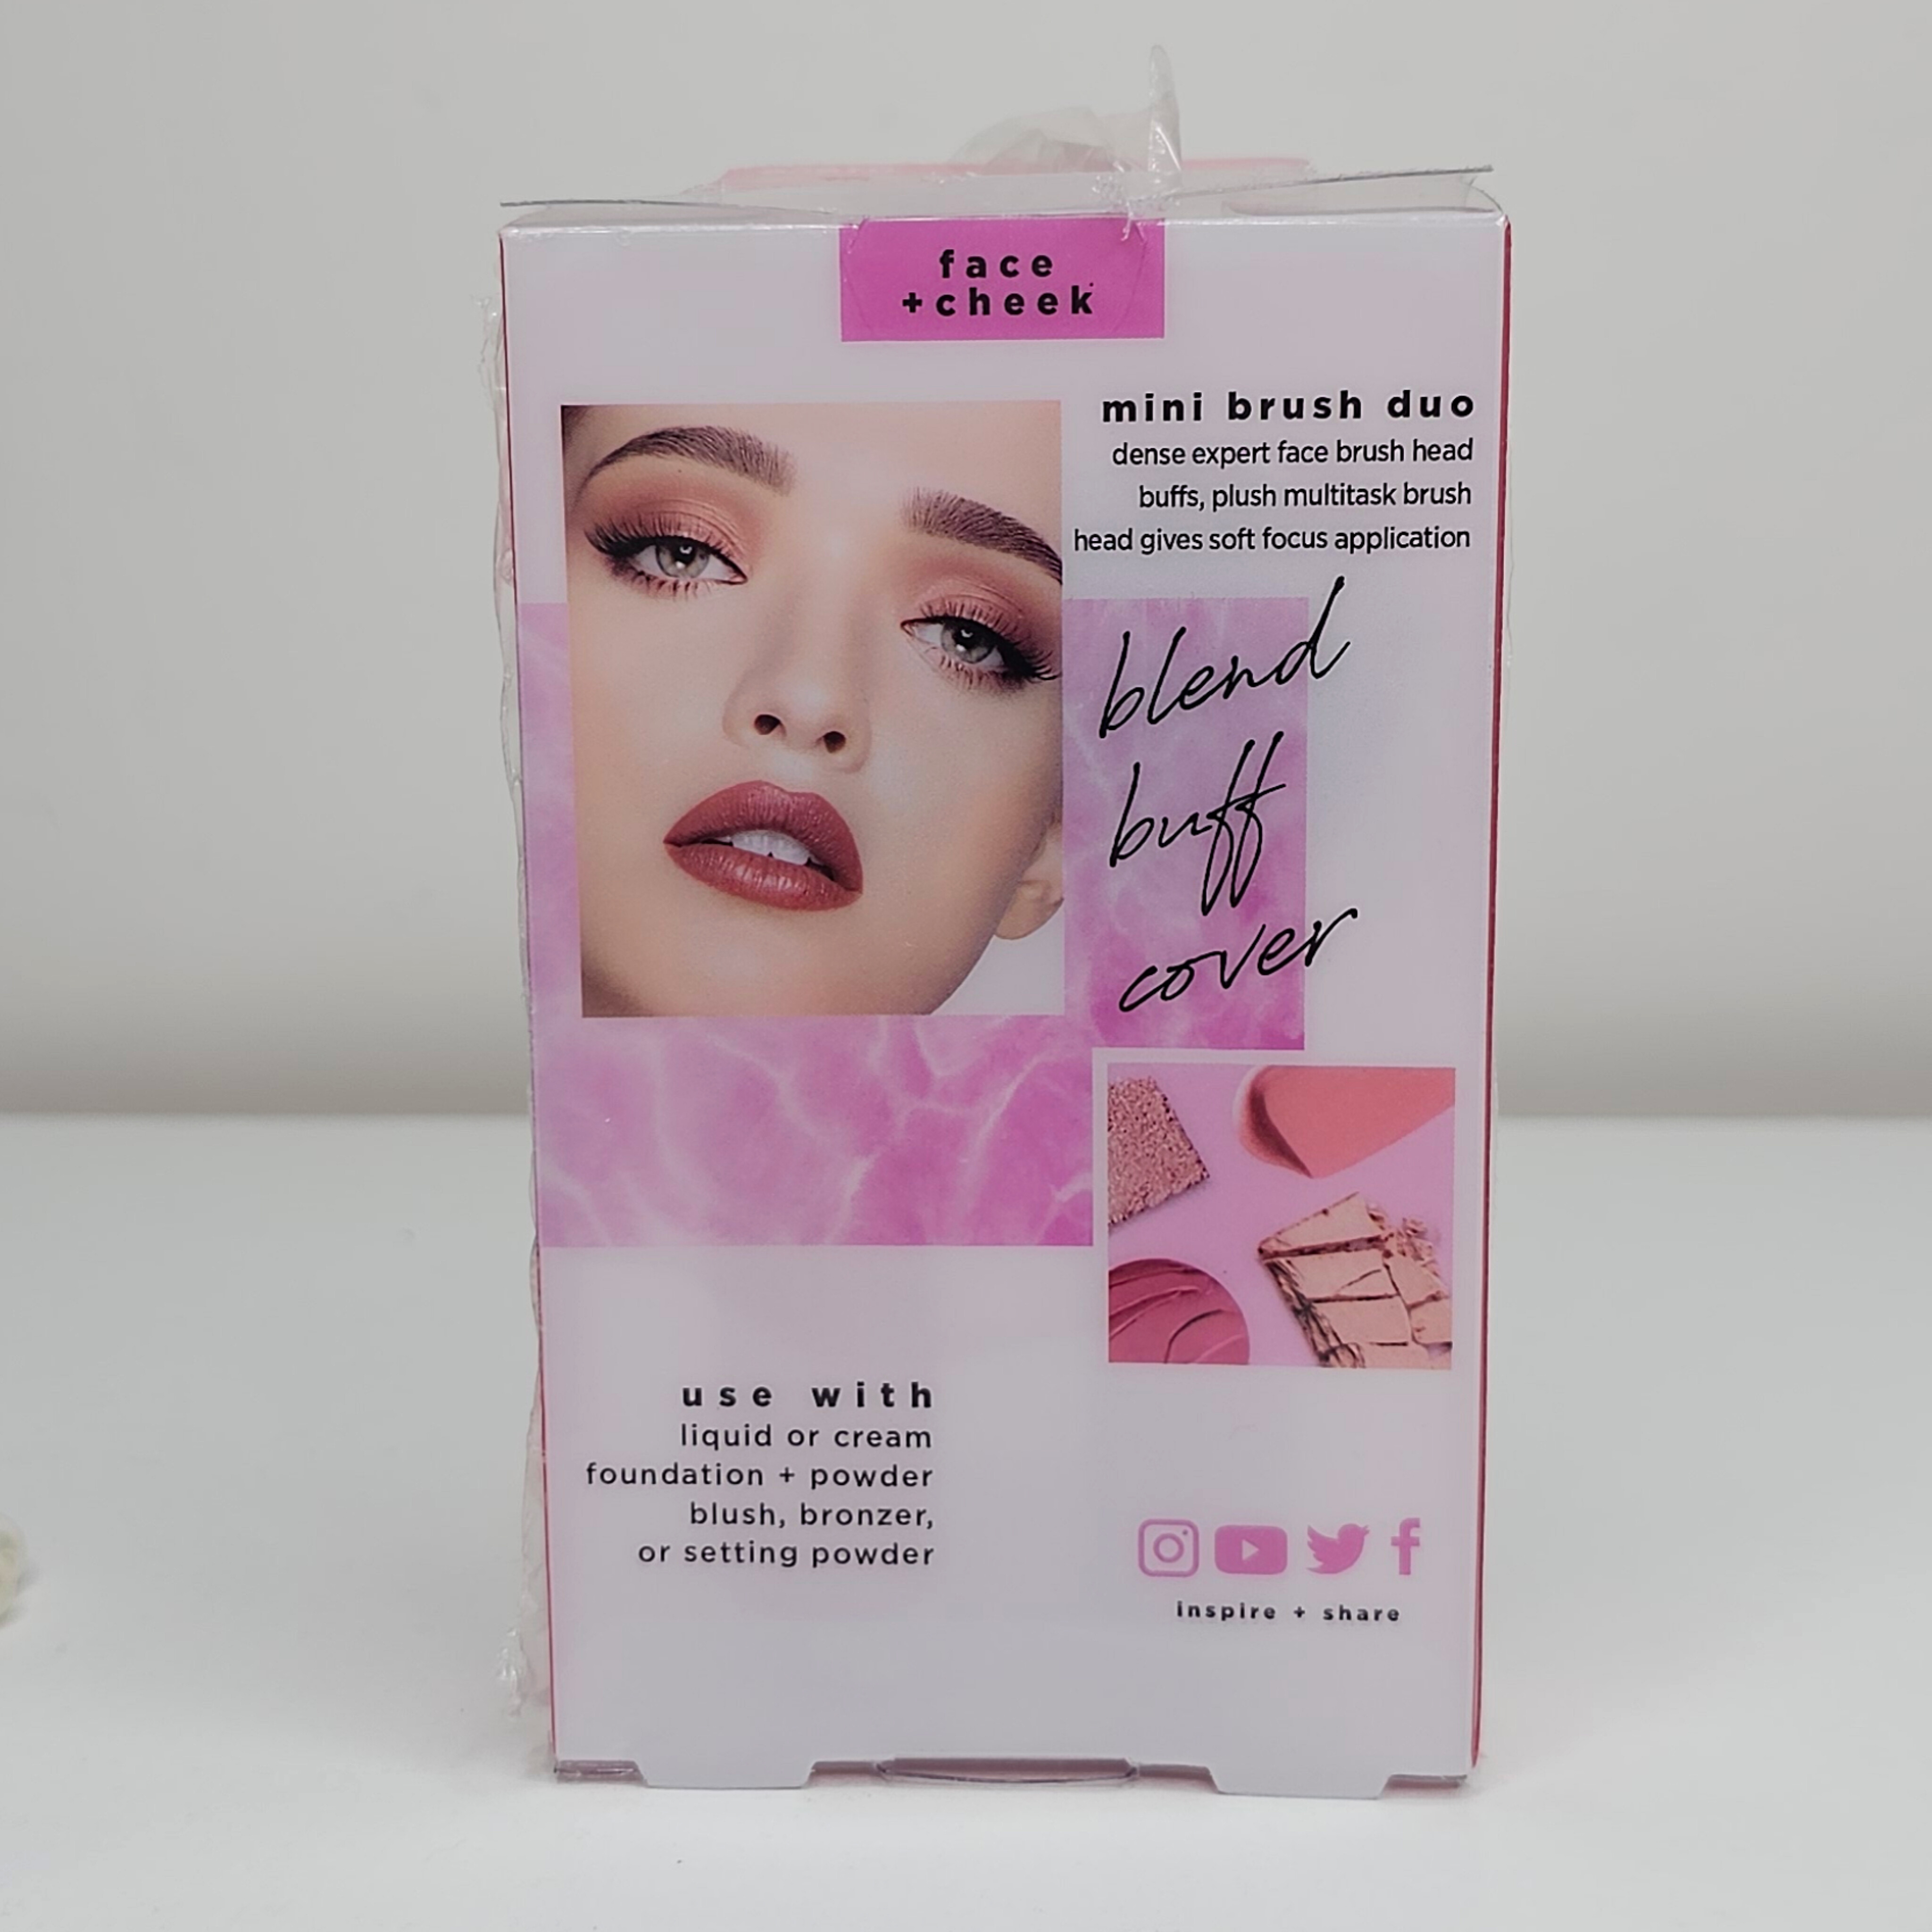 face
+cheek
mini brush duo
dense expert face brush head
buffs, plush multitask brush
head gives soft focus application
blend
buff
cover
use with
liquid or cream
foundation + powder
blush, bronzer,
or setting powder
inspire + share